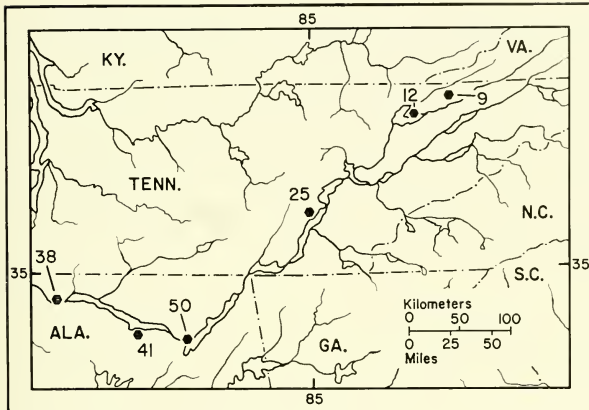 85
KY.
VA.
12
9
TENN.
25
N.C.
38
35
S.C.
35
50
Kilometers
0 50 100
ALA.
41
GA.
0 25 50
Miles
85